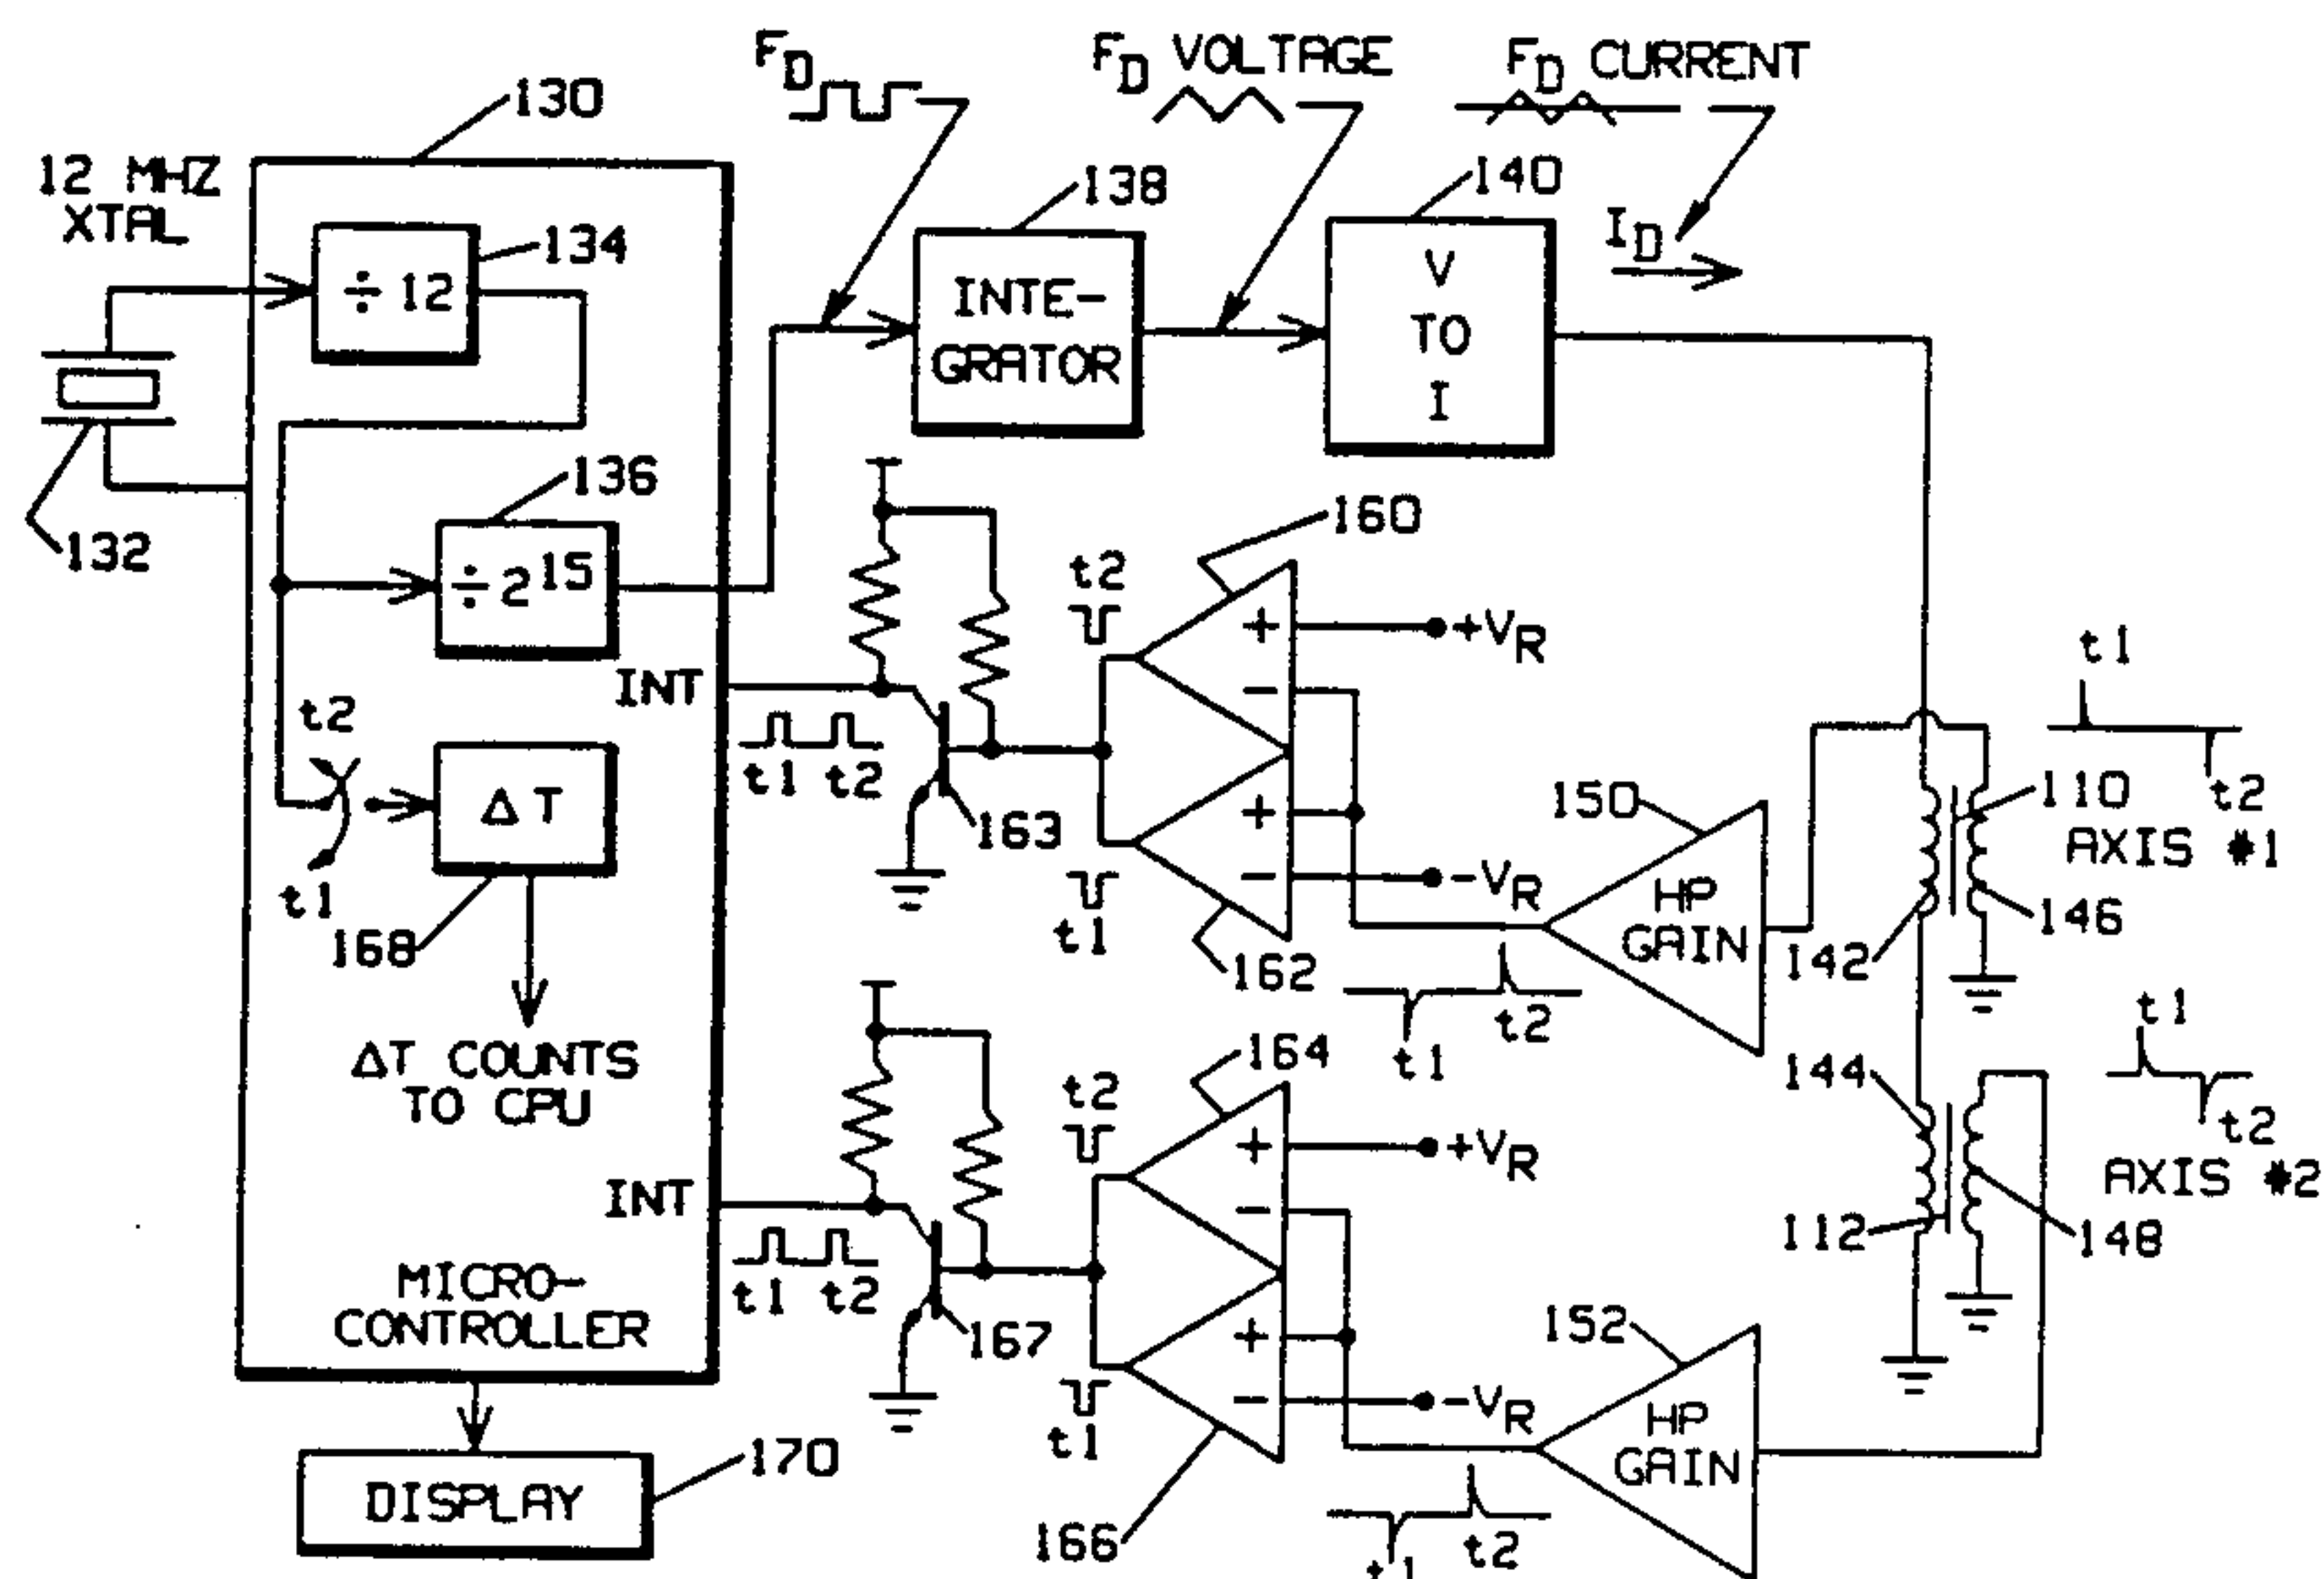 F_D
F_D VOLTAGE
F_D CURRENT
130
12 MHZ
XTAL
138
140
134
÷ 12
I_D
INTE-
GRATOR
V
TO
I
132
136
÷2^15
160
t2
+
+V_R
INT
-
t1
t2
t1 t2
ΔT
163
+
150
110
t2
AXIS #1
t1
168
-
-V_R
HP
GAIN
146
142
t1
162
t2
t1
ΔT COUNTS
TO CPU
164
t2
144
t1
t2
+
+V_R
AXIS #2
INT
-
112
148
t1 t2
MICRO-
CONTROLLER
167
+
152
-
-V_R
HP
GAIN
t1
170
DISPLAY
166
t2
t1